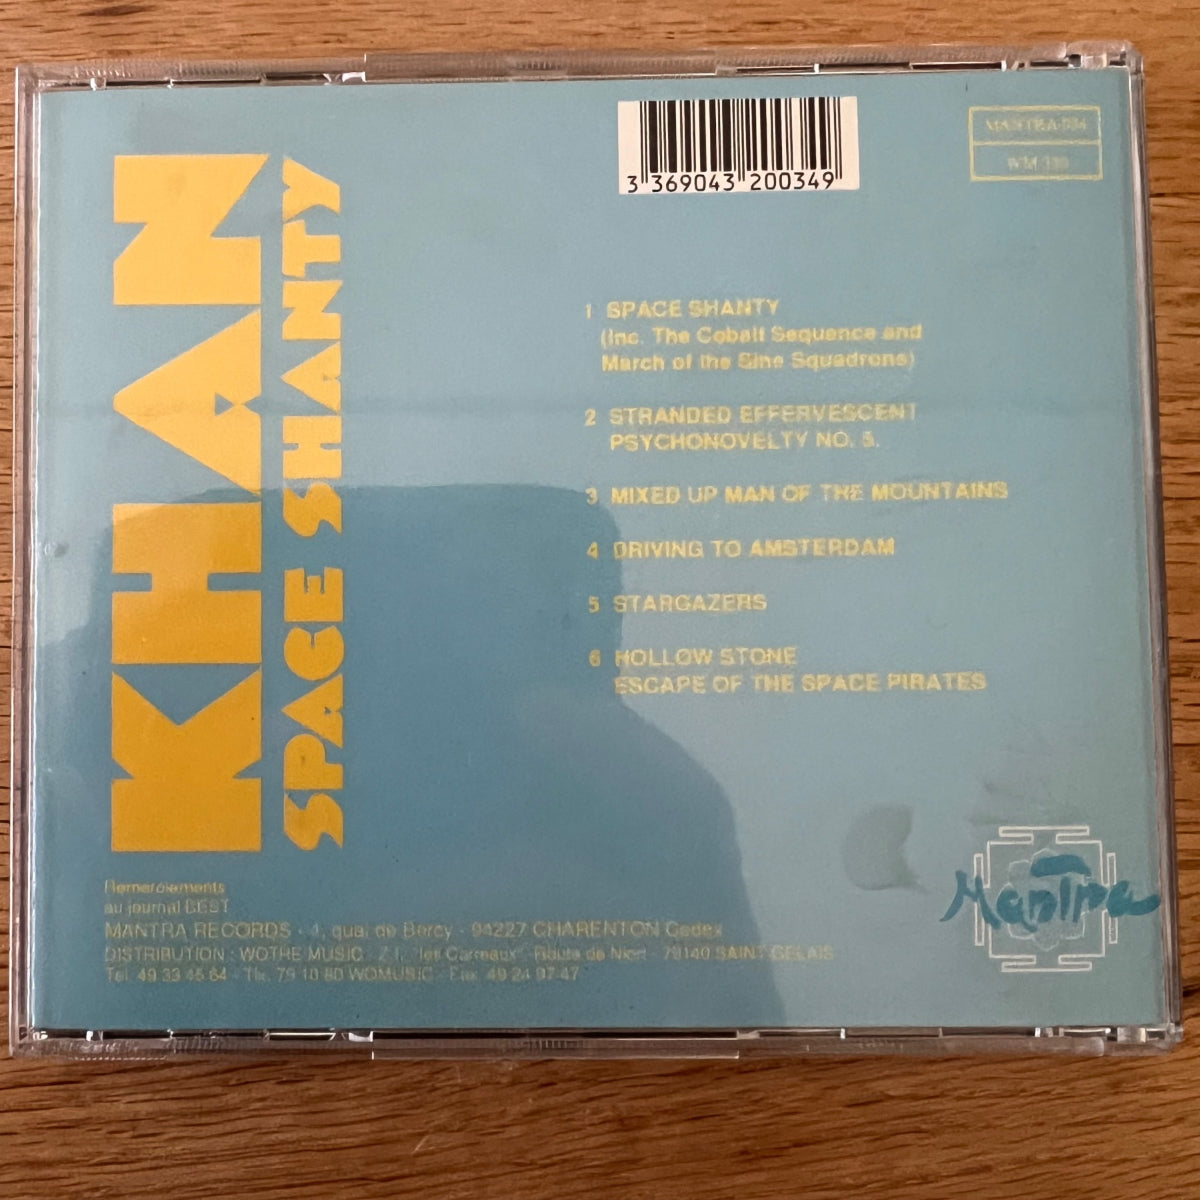 KHAN
SPACE SHANTY
3 369043 200349
MANTRA 034
1 SPACE SHANTY
(Inc. The Cobalt Sequence and
March of the Sine Squadrons)
2 STRANDED EFFERVESCENT
PSYCHONOVELTY NO. 5.
3 MIXED UP MAN OF THE MOUNTAINS
4 DRIVING TO AMSTERDAM
5 STARGAZERS
6 HOLLOW STONE
ESCAPE OF THE SPACE PIRATES
Remerciements
au journal BEST
MANTRA RECORDS - 4, quai de Bercy - 94227 CHARENTON Cedex
DISTRIBUTION : WOTRE MUSIC - Z.I. "les Carreaux" - Route de Niort - 79140 SAINT GELAIS
Tel. 49 33 45 64 - Tlx. 79 10 80 WOMUSIC - Fax 49 24 97 47
Mantra